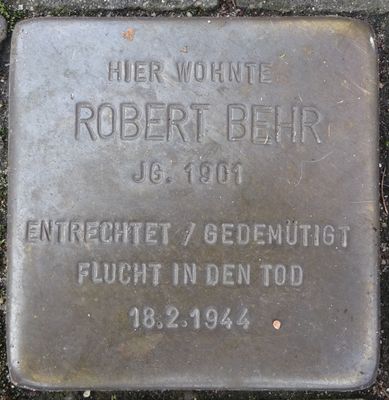 HIER WOHNTE
ROBERT BEHR
JG. 1901
ENTRECHTET / GEDEMÜTIGT
FLUCHT IN DEN TOD
18.2.1944